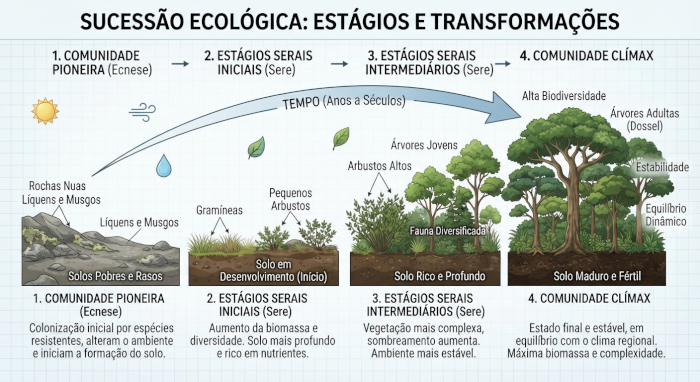 SUCESSÃO ECOLÓGICA: ESTÁGIOS E TRANSFORMAÇÕES
1. COMUNIDADE
PIONEIRA (Ecnese)
2. ESTÁGIOS SERAIS
INICIAIS (Sere)
3. ESTÁGIOS SERAIS
INTERMEDIÁRIOS (Sere)
4. COMUNIDADE CLÍMAX
TEMPO (Anos a Séculos)
Alta Biodiversidade
Árvores Adultas
(Dossel)
Estabilidade
Equilíbrio
Dinâmico
Árvores Jovens
Arbustos Altos
Fauna Diversificada
Pequenos
Arbustos
Gramíneas
Rochas Nuas
Líquens e Musgos
Líquens e Musgos
Solos Pobres e Rasos
Solo em
Desenvolvimento (Início)
Solo Rico e Profundo
Solo Maduro e Fértil
1. COMUNIDADE PIONEIRA
(Ecnese)
Colonização inicial por espécies
resistentes, alteram o ambiente
e iniciam a formação do solo.
2. ESTÁGIOS SERAIS
INICIAIS (Sere)
Aumento da biomassa e
diversidade. Solo mais profundo
e rico em nutrientes.
3. ESTÁGIOS SERAIS
INTERMEDIÁRIOS (Sere)
Vegetação mais complexa,
sombreamento aumenta.
Ambiente mais estável.
4. COMUNIDADE CLÍMAX
Estado final e estável, em
equilíbrio com o clima regional.
Máxima biomassa e complexidade.